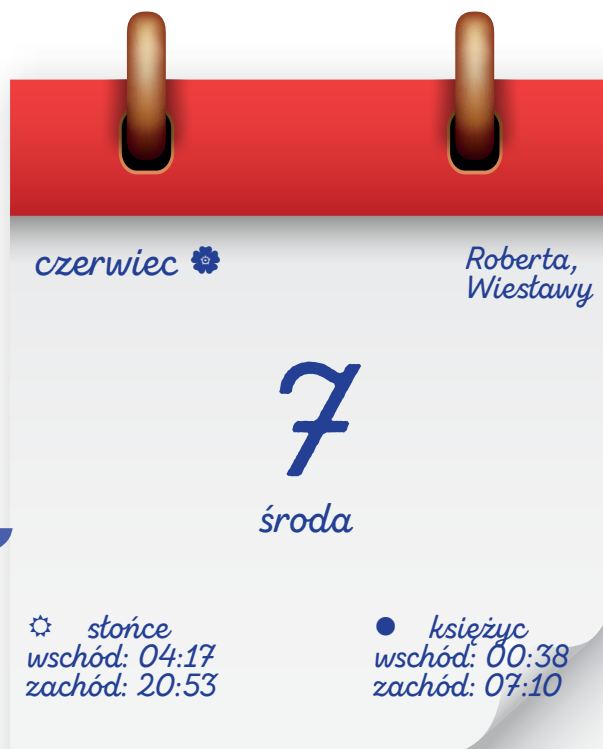 czerwiec
Roberta,
Wiesławy
7
środa
słońce
wschód: 04:17
zachód: 20:53
księżyc
wschód: 00:38
zachód: 07:10